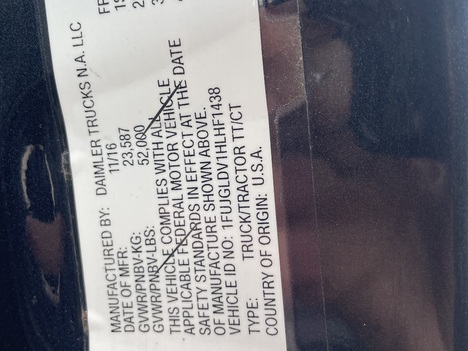 MANUFACTURED BY: DAIMLER TRUCKS N.A. LLC
DATE OF MFR: 11/16 FR
GVWR/PNBV-KG: 23,587
GVWR/PNBV-LBS: 52,000
THIS VEHICLE COMPLIES WITH ALL
APPLICABLE FEDERAL MOTOR VEHICLE
SAFETY STANDARDS IN EFFECT AT THE DATE
OF MANUFACTURE SHOWN ABOVE.
VEHICLE ID NO: 1FUJGLDV1HLHF1438
TYPE: TRUCK/TRACTOR TT/CT
COUNTRY OF ORIGIN: U.S.A.